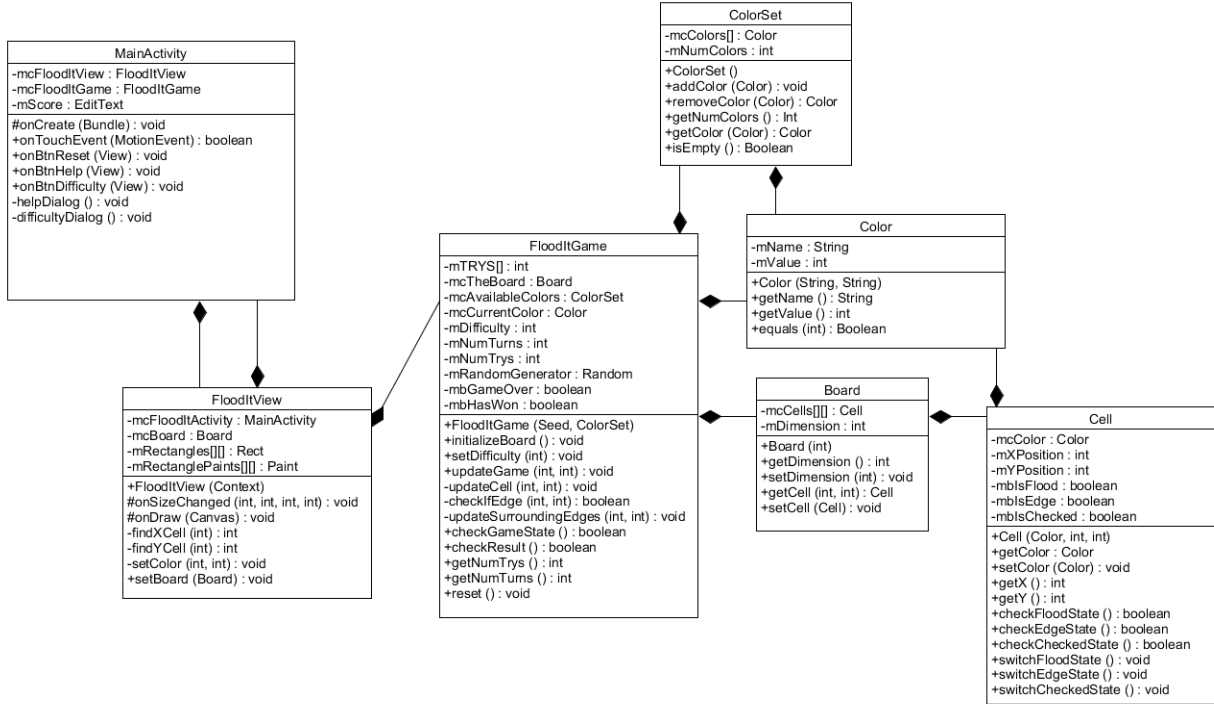 MainActivity
-mcFloodItView : FloodItView
-mcFloodItGame : FloodItGame
-mScore : EditText
#onCreate (Bundle) : void
+onTouchEvent (MotionEvent) : boolean
+onBtnReset (View) : void
+onBtnHelp (View) : void
+onBtnDifficulty (View) : void
-helpDialog () : void
-difficultyDialog () : void
FloodItView
-mcFloodItActivity : MainActivity
-mcBoard : Board
-mRectangles[][] : Rect
-mRectanglePaints[][] : Paint
+FloodItView (Context)
#onSizeChanged (int, int, int, int) : void
#onDraw (Canvas) : void
-findXCell (int) : int
-findYCell (int) : int
-setColor (int, int) : void
+setBoard (Board) : void
FloodItGame
-mTRYS[] : int
-mcTheBoard : Board
-mcAvailableColors : ColorSet
-mcCurrentColor : Color
-mDifficulty : int
-mNumTurns : int
-mNumTrys : int
-mRandomGenerator : Random
-mbGameOver : boolean
-mbHasWon : boolean
+FloodItGame (Seed, ColorSet)
+initializeBoard () : void
+setDifficulty (int) : void
+updateGame (int, int) : void
-updateCell (int, int) : void
-checkIfEdge (int, int) : boolean
-updateSurroundingEdges (int, int) : void
+checkGameState () : boolean
+checkResult () : boolean
+getNumTrys () : int
+getNumTurns () : int
+reset () : void
ColorSet
-mcColors[] : Color
-mNumColors : int
+ColorSet ()
+addColor (Color) : void
+removeColor (Color) : Color
+getNumColors () : Int
+getColor (Color) : Color
+isEmpty () : Boolean
Color
-mName : String
-mValue : int
+Color (String, String)
+getName () : String
+getValue () : int
+equals (int) : Boolean
Board
-mcCells[][] : Cell
-mDimension : int
+Board (int)
+getDimension () : int
+setDimension (int) : void
+getCell (int, int) : Cell
+setCell (Cell) : void
Cell
-mcColor : Color
-mXPosition : int
-mYPosition : int
-mbIsFlood : boolean
-mbIsEdge : boolean
-mbIsChecked : boolean
+Cell (Color, int, int)
+getColor : Color
+setColor (Color) : void
+getX () : int
+getY () : int
+checkFloodState () : boolean
+checkEdgeState () : boolean
+checkCheckedState () : boolean
+switchFloodState () : void
+switchEdgeState () : void
+switchCheckedState () : void